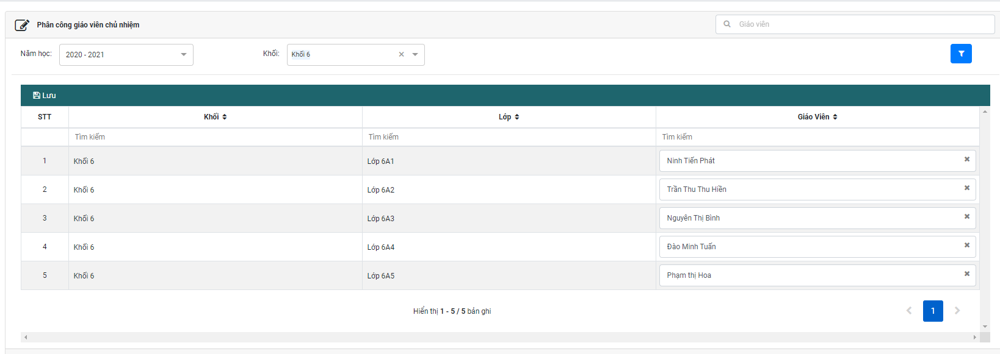 Phân công giáo viên chủ nhiệm
Giáo viên
Năm học: 2020 - 2021 Khối: Khối 6
Lưu
STT Khối Lớp Giáo Viên
Tìm kiếm Tìm kiếm Tìm kiếm
1 Khối 6 Lớp 6A1 Ninh Tiến Phát
2 Khối 6 Lớp 6A2 Trần Thu Thu Hiền
3 Khối 6 Lớp 6A3 Nguyên Thị Bình
4 Khối 6 Lớp 6A4 Đào Minh Tuấn
5 Khối 6 Lớp 6A5 Phạm thị Hoa
Hiển thị 1 - 5 / 5 bản ghi
1